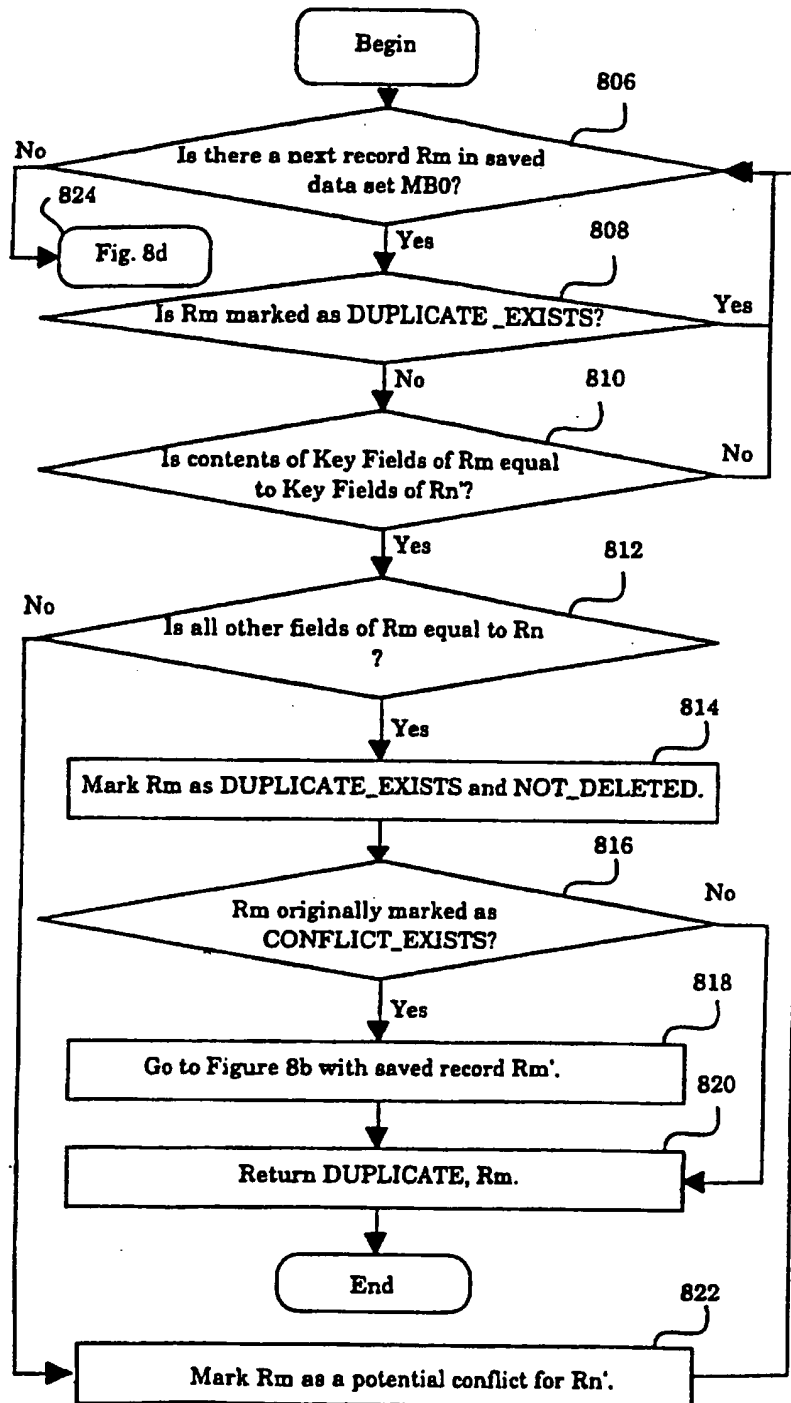 Begin
806
Is there a next record Rm in saved
data set MB0?
No
824
Fig. 8d
Yes
808
Is Rm marked as DUPLICATE_EXISTS?
Yes
No
810
Is contents of Key Fields of Rm equal
to Key Fields of Rn'?
No
Yes
812
No
Is all other fields of Rm equal to Rn
?
Yes
814
Mark Rm as DUPLICATE_EXISTS and NOT_DELETED.
816
No
Rm originally marked as
CONFLICT_EXISTS?
Yes
818
Go to Figure 8b with saved record Rm'.
820
Return DUPLICATE, Rm.
End
822
Mark Rm as a potential conflict for Rn'.